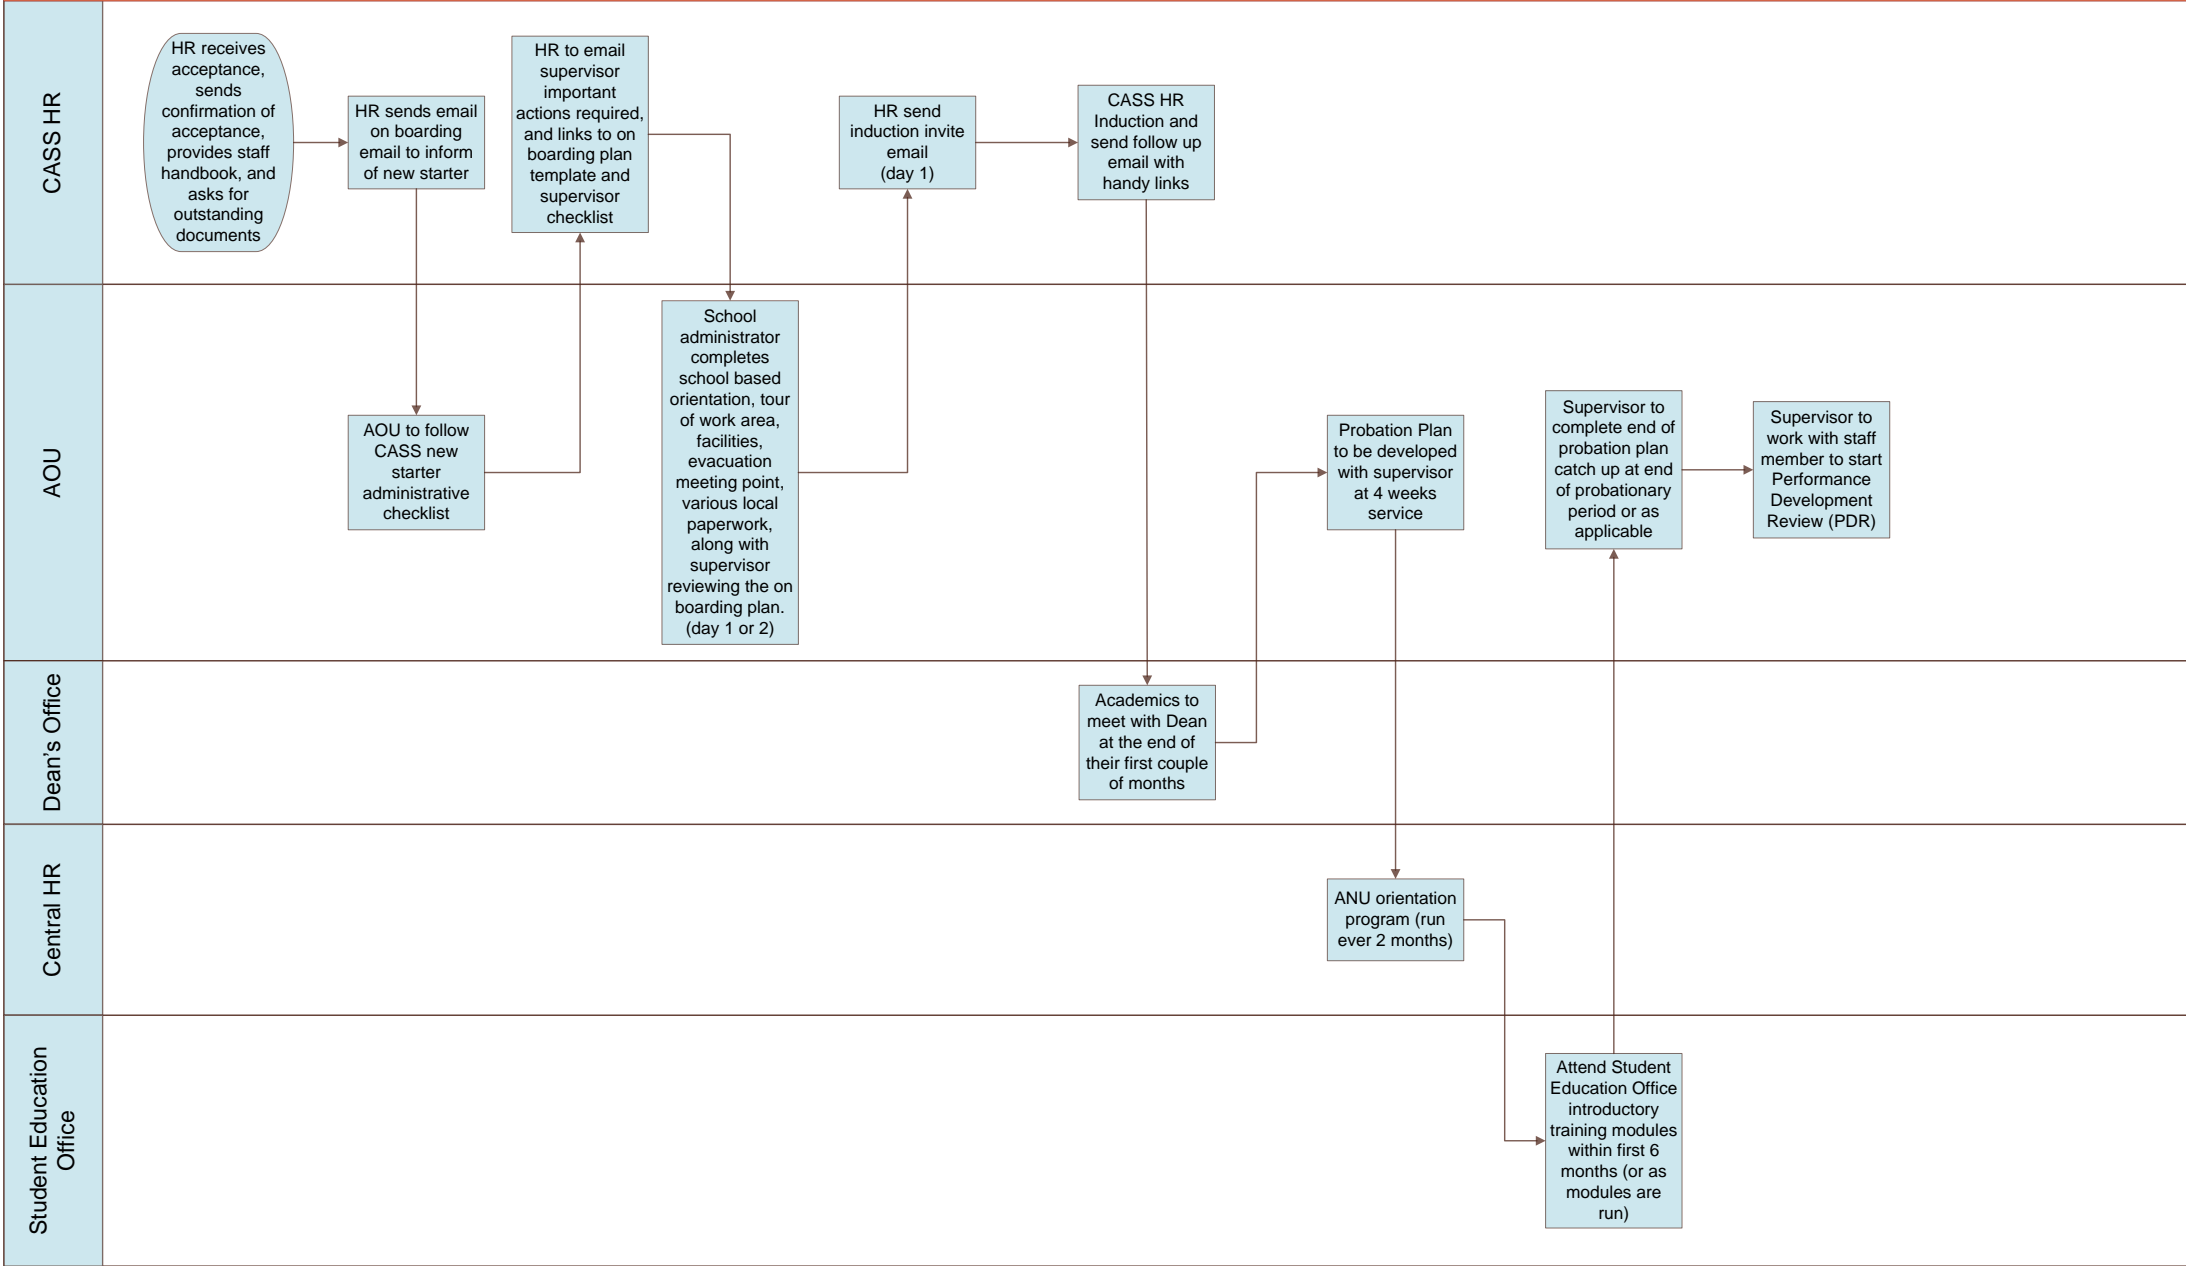 CASS HR
HR receives
acceptance,
sends
confirmation of
acceptance,
provides staff
handbook, and
asks for
outstanding
documents
HR sends email
on boarding
email to inform
of new starter
HR to email
supervisor
important
actions required,
and links to on
boarding plan
template and
supervisor
checklist
HR send
induction invite
email
(day 1)
CASS HR
Induction and
send follow up
email with
handy links
AOU
AOU to follow
CASS new
starter
administrative
checklist
School
administrator
completes
school based
orientation, tour
of work area,
facilities,
evacuation
meeting point,
various local
paperwork,
along with
supervisor
reviewing the on
boarding plan.
(day 1 or 2)
Probation Plan
to be developed
with supervisor
at 4 weeks
service
Supervisor to
complete end of
probation plan
catch up at end
of probationary
period or as
applicable
Supervisor to
work with staff
member to start
Performance
Development
Review (PDR)
Dean's Office
Academics to
meet with Dean
at the end of
their first couple
of months
Central HR
ANU orientation
program (run
ever 2 months)
Student Education
Office
Attend Student
Education Office
introductory
training modules
within first 6
months (or as
modules are
run)